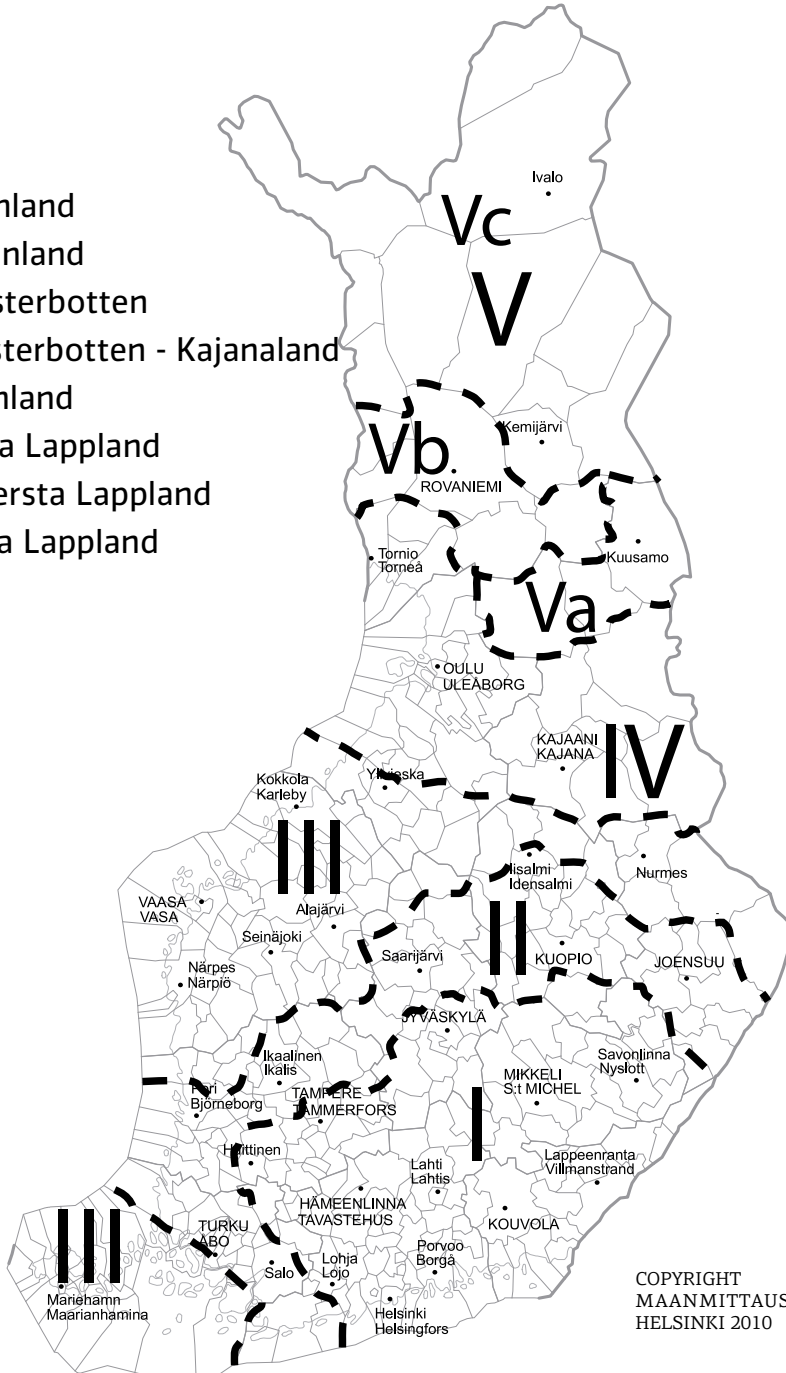 nland
nland
sterbotten
sterbotten - Kajanaland
nland
a Lappland
ersta Lappland
a Lappland
Ivalo
Vc
V
Vb
Kemijärvi
ROVANIEMI
Tornio
Torneå
Kuusamo
Va
OULU
ULEÅBORG
KAJAANI
KAJANA
IV
Kokkola
Karleby
Ylivieska
III
Iisalmi
Idensalmi
Nurmes
VAASA
VASA
Alajärvi
Seinäjoki
II
Saarijärvi
KUOPIO
JOENSUU
Närpes
Närpiö
JYVÄSKYLÄ
Ikaalinen
Ikalis
Savonlinna
Nyslott
MIKKELI
S:t MICHEL
Pori
Björneborg
TAMPERE
TAMMERFORS
I
Huittinen
Lappeenranta
Villmanstrand
Lahti
Lahtis
HÄMEENLINNA
TAVASTEHUS
KOUVOLA
III
TURKU
ÅBO
Salo
Lohja
Lojo
Porvoo
Borgå
Mariehamn
Maarianhamina
Helsinki
Helsingfors
COPYRIGHT
MAANMITTAUS
HELSINKI 2010